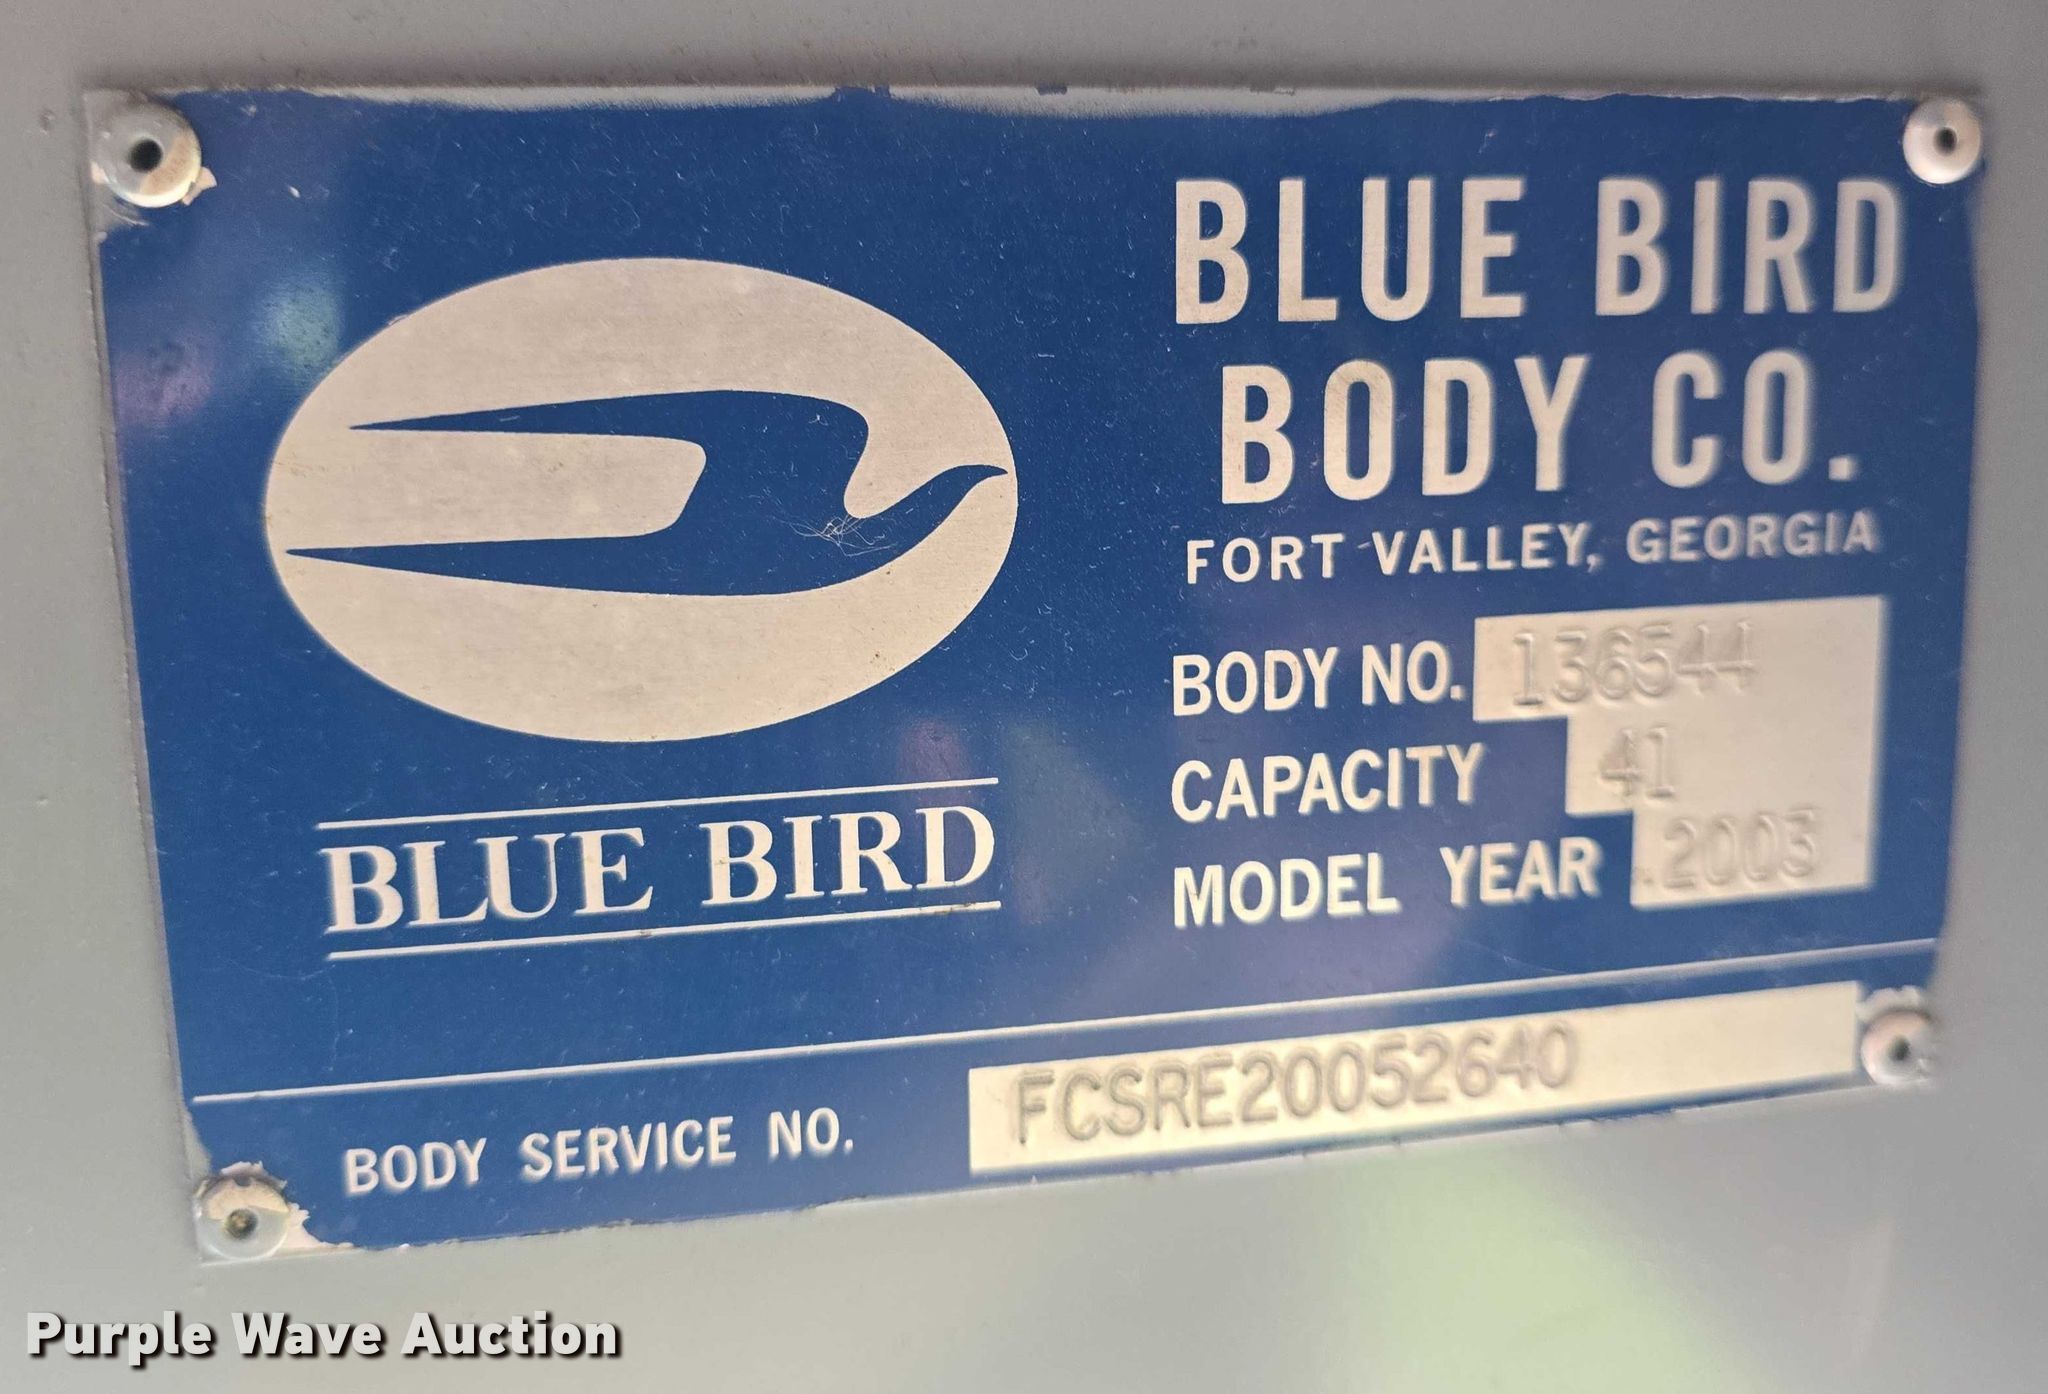 BLUE BIRD
BODY CO.
FORT VALLEY, GEORGIA
BODY NO. 136544
CAPACITY 41
MODEL YEAR 2003
BLUE BIRD
BODY SERVICE NO. FCSRE20052640
Purple Wave Auction